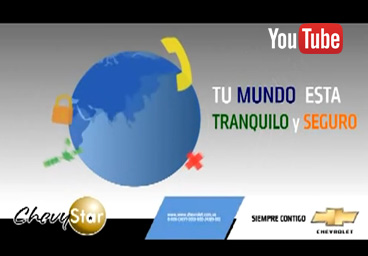 YouTube
TU MUNDO ESTA
TRANQUILO y SEGURO
ChevyStar
SIEMPRE CONTIGO
CHEVROLET